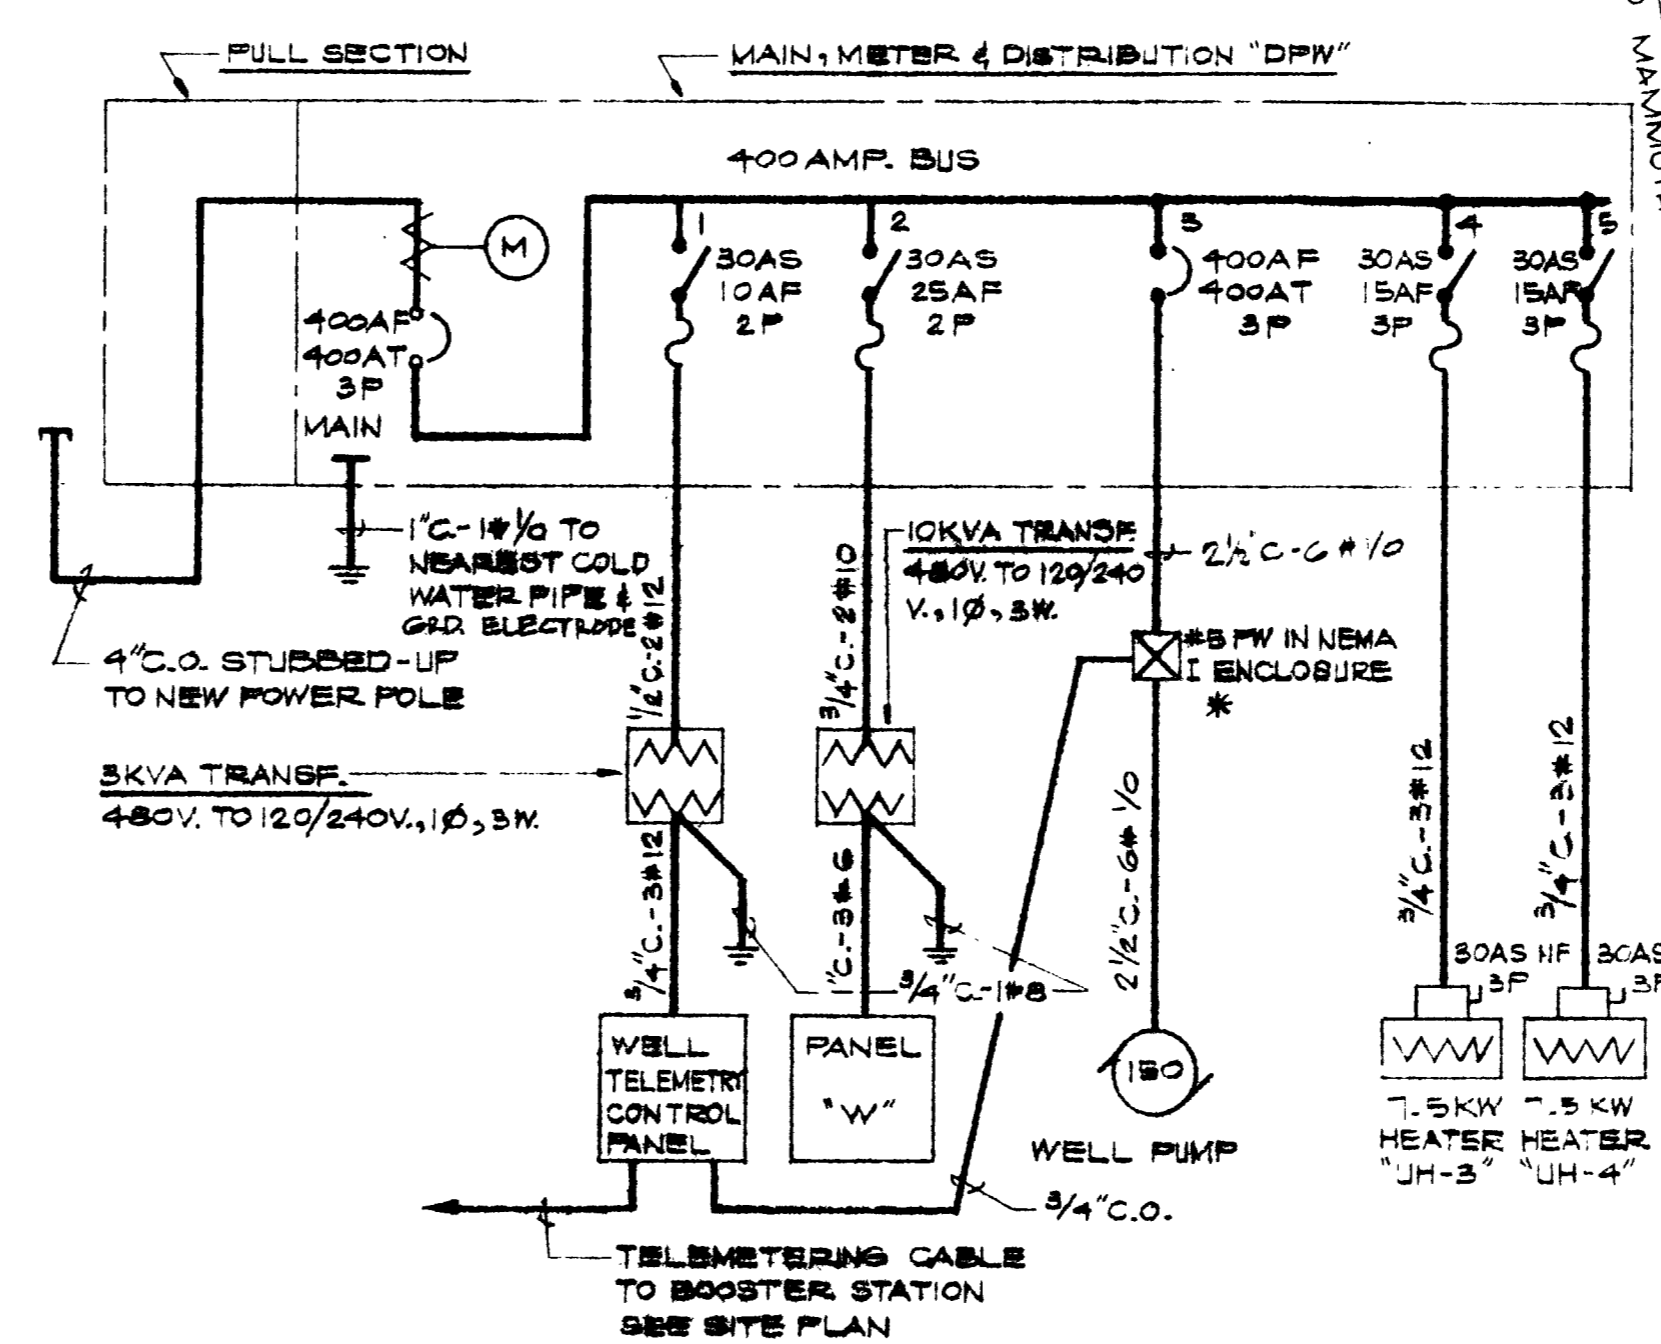 PULL SECTION
MAIN, METER & DISTRIBUTION "DPW"
MAMMOTH
400 AMP. BUS
M
400AF
400AT
3P
MAIN
1
30AS
10AF
2P
2
30AS
25AF
2P
3
400AF
400AT
3P
4
30AS
15AF
3P
5
30AS
15AF
3P
1"C.-1#1/0 TO
NEAREST COLD
WATER PIPE &
GRD. ELECTRODE
4"C.O. STUBBED-UP
TO NEW POWER POLE
1/2"C.-2#12
3/4"C.-2#10
10KVA TRANSF.
480V. TO 120/240
V., 1Ø, 3W.
2½"C-6#1/0
#5 FW IN NEMA
I ENCLOSURE
*
3KVA TRANSF.
480V. TO 120/240V., 1Ø, 3W.
3/4"C.-3#12
1"C.-3#6
3/4"C.-1#8
2 1/2"C.-6#1/0
3/4"C.-3#12
3/4"C.-3#12
30AS NF
3P
30AS
3P
WELL
TELEMETRY
CONTROL
PANEL
PANEL
"W"
150
WELL PUMP
7.5KW
HEATER
"UH-3"
7.5KW
HEATER
"UH-4"
3/4"C.O.
TELEMETERING CABLE
TO BOOSTER STATION
SEE SITE PLAN